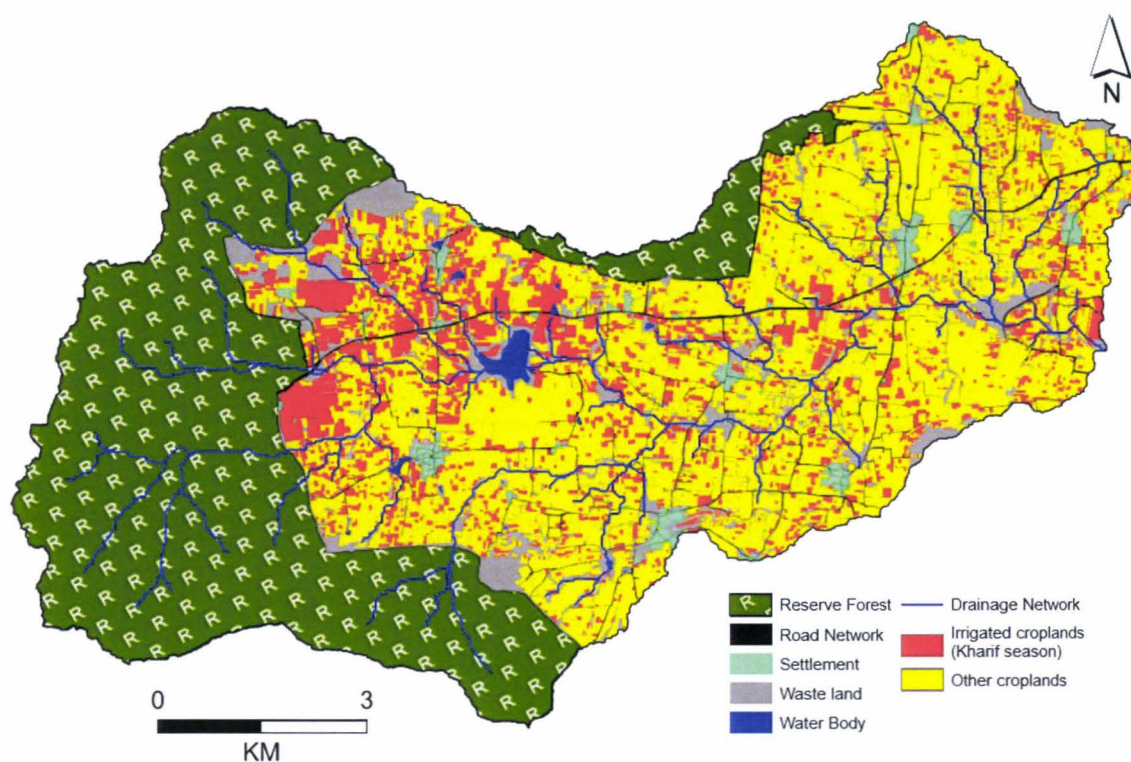 N
Reserve Forest
Road Network
Settlement
Waste land
Water Body
Drainage Network
Irrigated croplands
(Kharif season)
Other croplands
0 3
KM